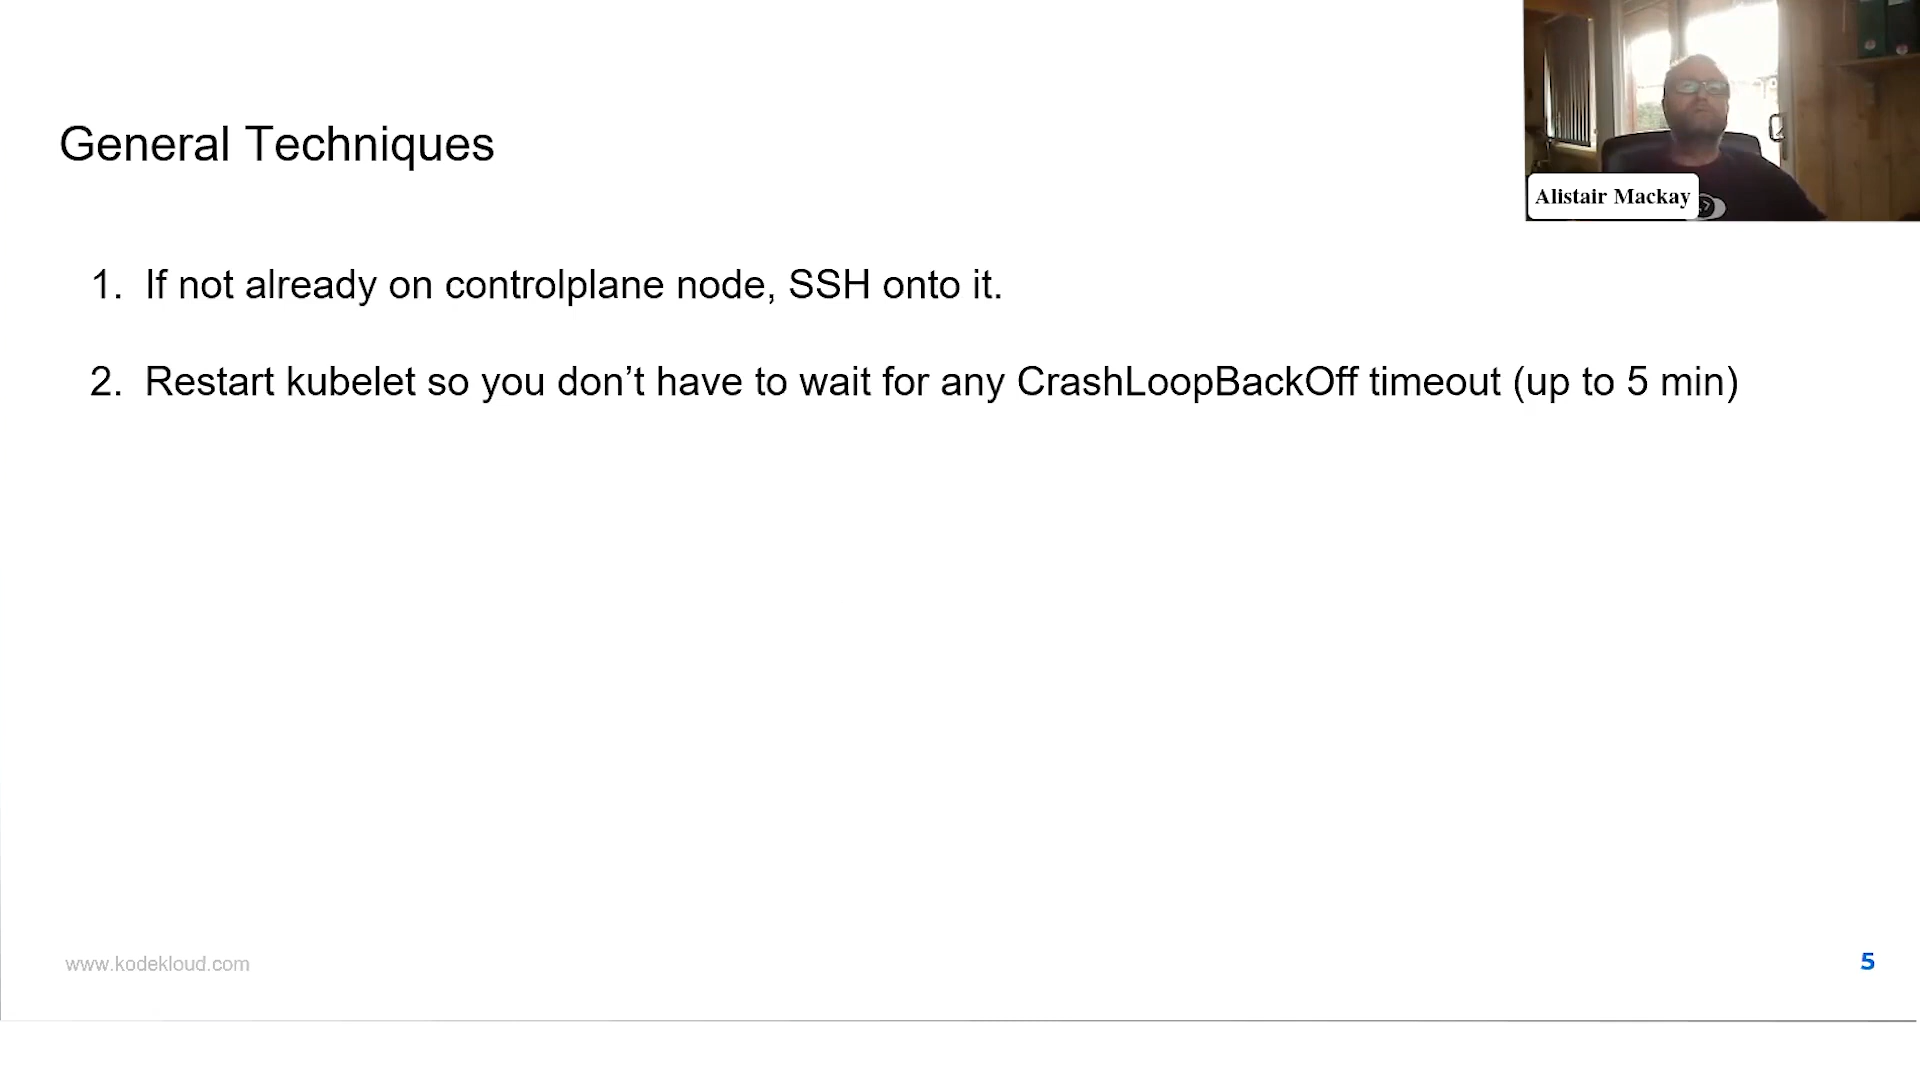 General Techniques
Alistair Mackay
1. If not already on controlplane node, SSH onto it.
2. Restart kubelet so you don’t have to wait for any CrashLoopBackOff timeout (up to 5 min)
www.kodekloud.com
5